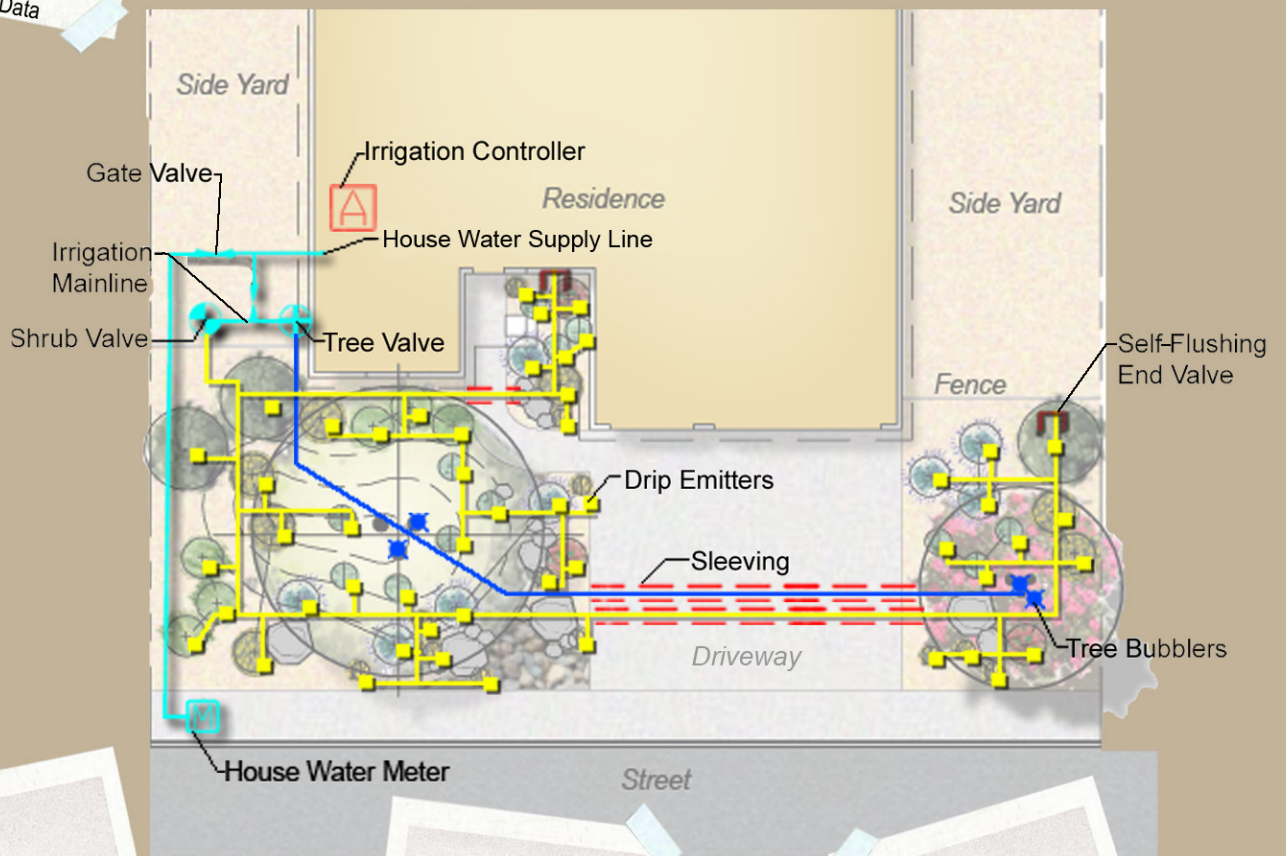 Data
Side Yard
Irrigation Controller
Gate Valve
A
Residence
Side Yard
House Water Supply Line
Irrigation
Mainline
Shrub Valve
Tree Valve
Self-Flushing
End Valve
Fence
Drip Emitters
Sleeving
Driveway
Tree Bubblers
M
House Water Meter
Street